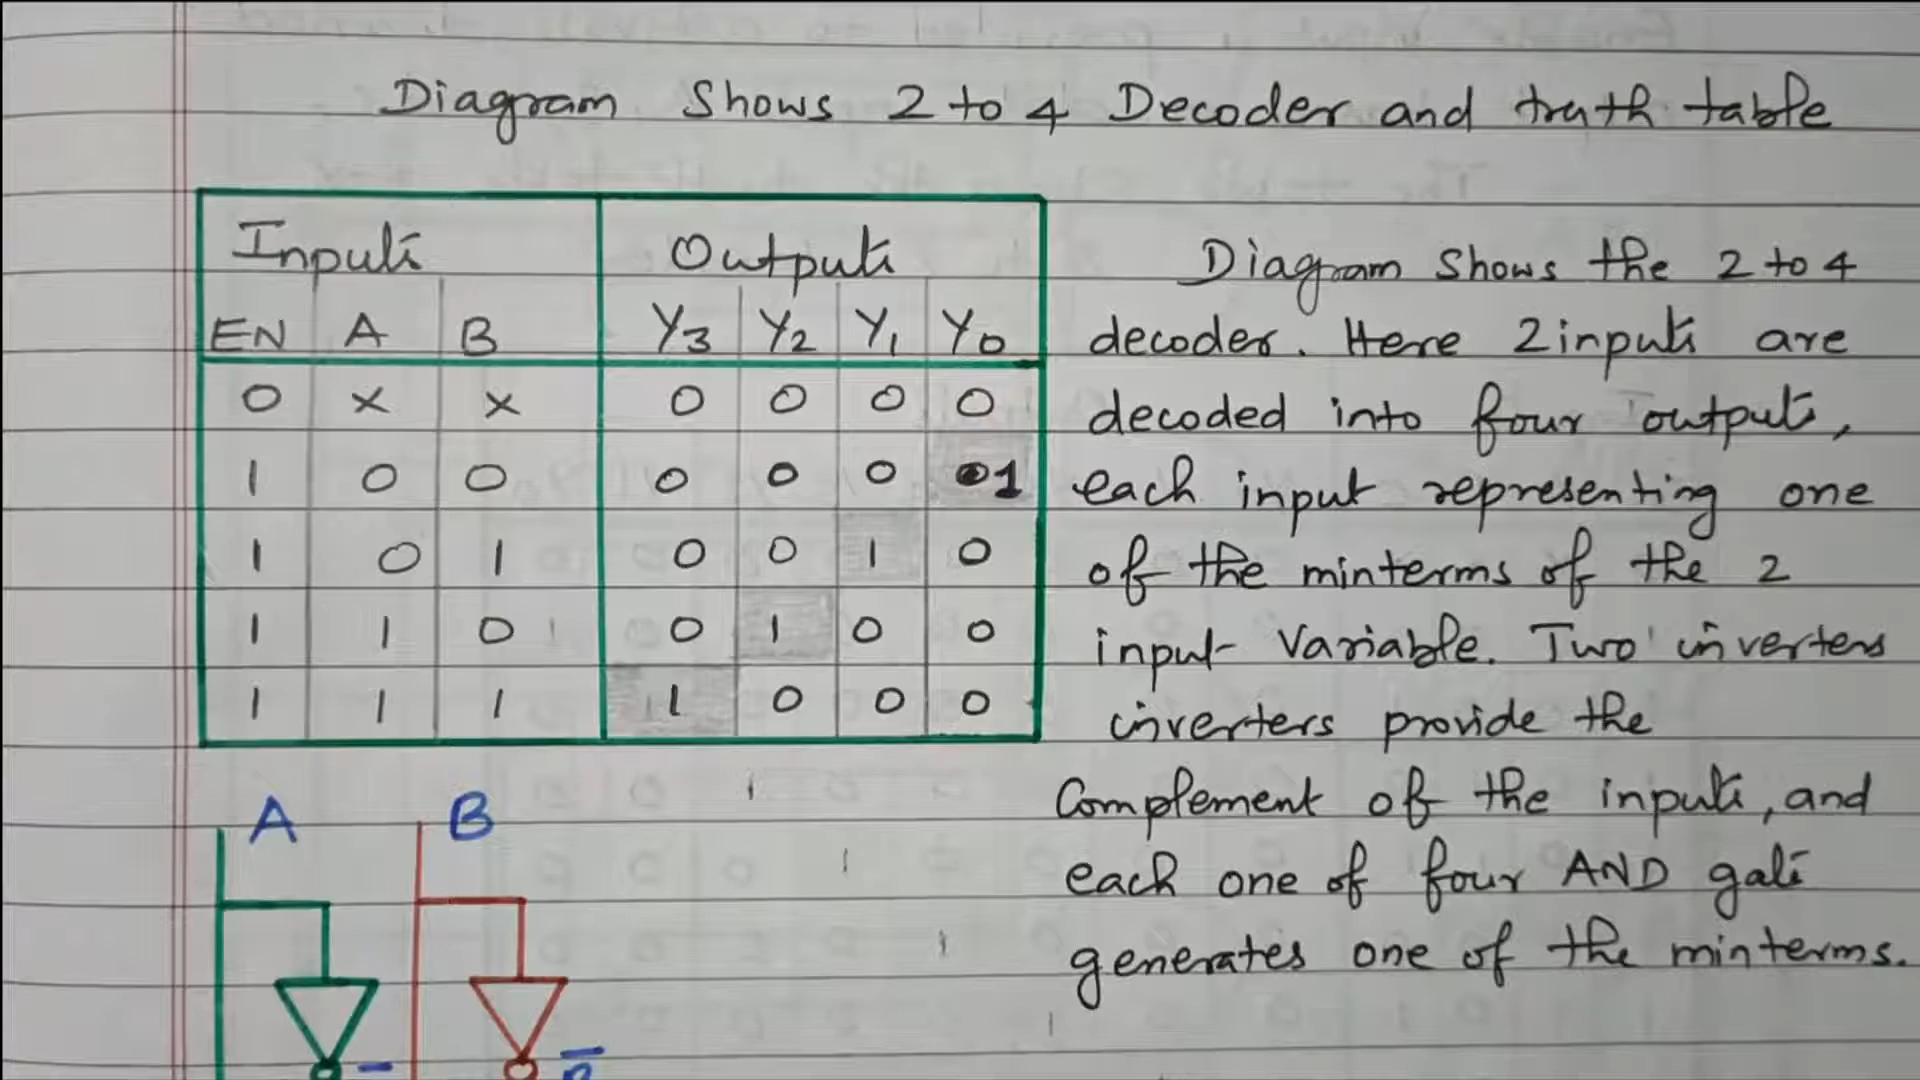 Diagram Shows 2 to 4 Decoder and truth table
Inputs Outputs
EN A B Y3 Y2 Y1 Y0
0 x x 0 0 0 0
1 0 0 0 0 0 1
1 0 1 0 0 1 0
1 1 0 0 1 0 0
1 1 1 1 0 0 0
Diagram Shows the 2 to 4
decoder. Here 2 inputs are
decoded into four outputs,
each input representing one
of the minterms of the 2
input Variable. Two inverters
inverters provide the
Complement of the inputs, and
each one of four AND gate
generates one of the minterms.
A B